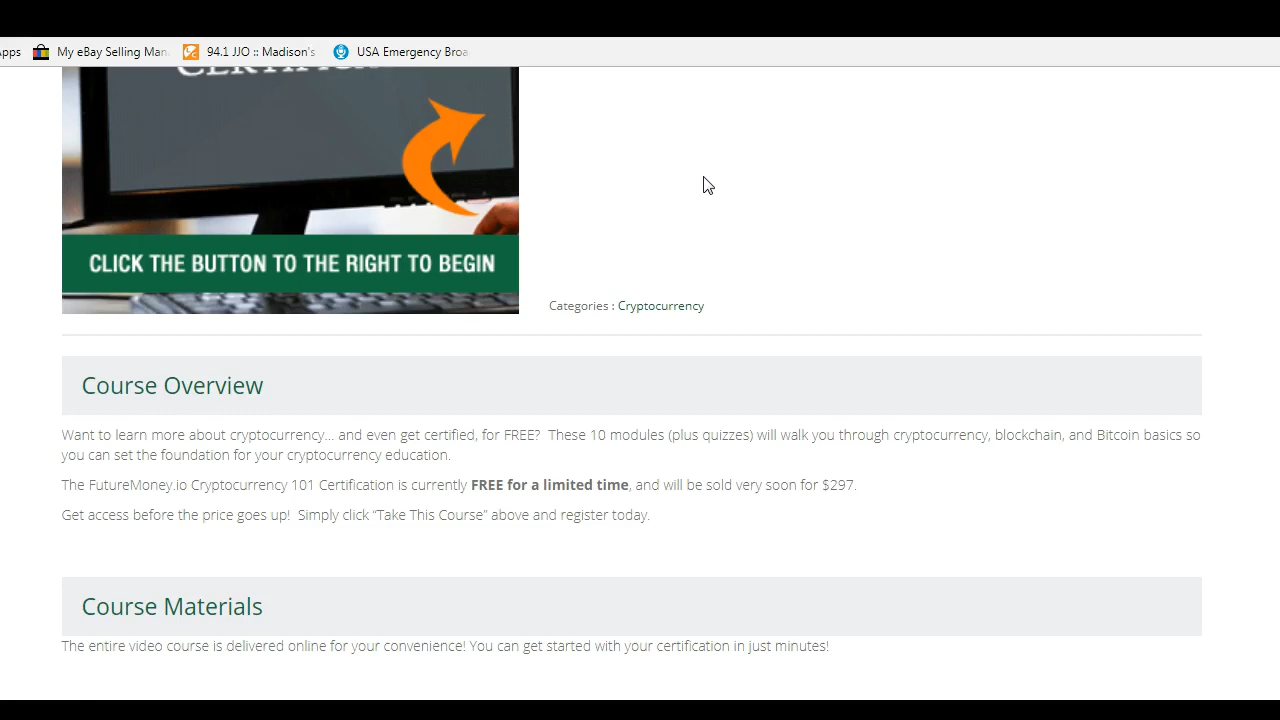 pps My eBay Selling Man 94.1 JJO :: Madison's USA Emergency Broa
CLICK THE BUTTON TO THE RIGHT TO BEGIN
Categories : Cryptocurrency
Course Overview
Want to learn more about cryptocurrency... and even get certified, for FREE?  These 10 modules (plus quizzes) will walk you through cryptocurrency, blockchain, and Bitcoin basics so
you can set the foundation for your cryptocurrency education.
The FutureMoney.io Cryptocurrency 101 Certification is currently FREE for a limited time, and will be sold very soon for $297.
Get access before the price goes up!  Simply click “Take This Course” above and register today.
Course Materials
The entire video course is delivered online for your convenience! You can get started with your certification in just minutes!